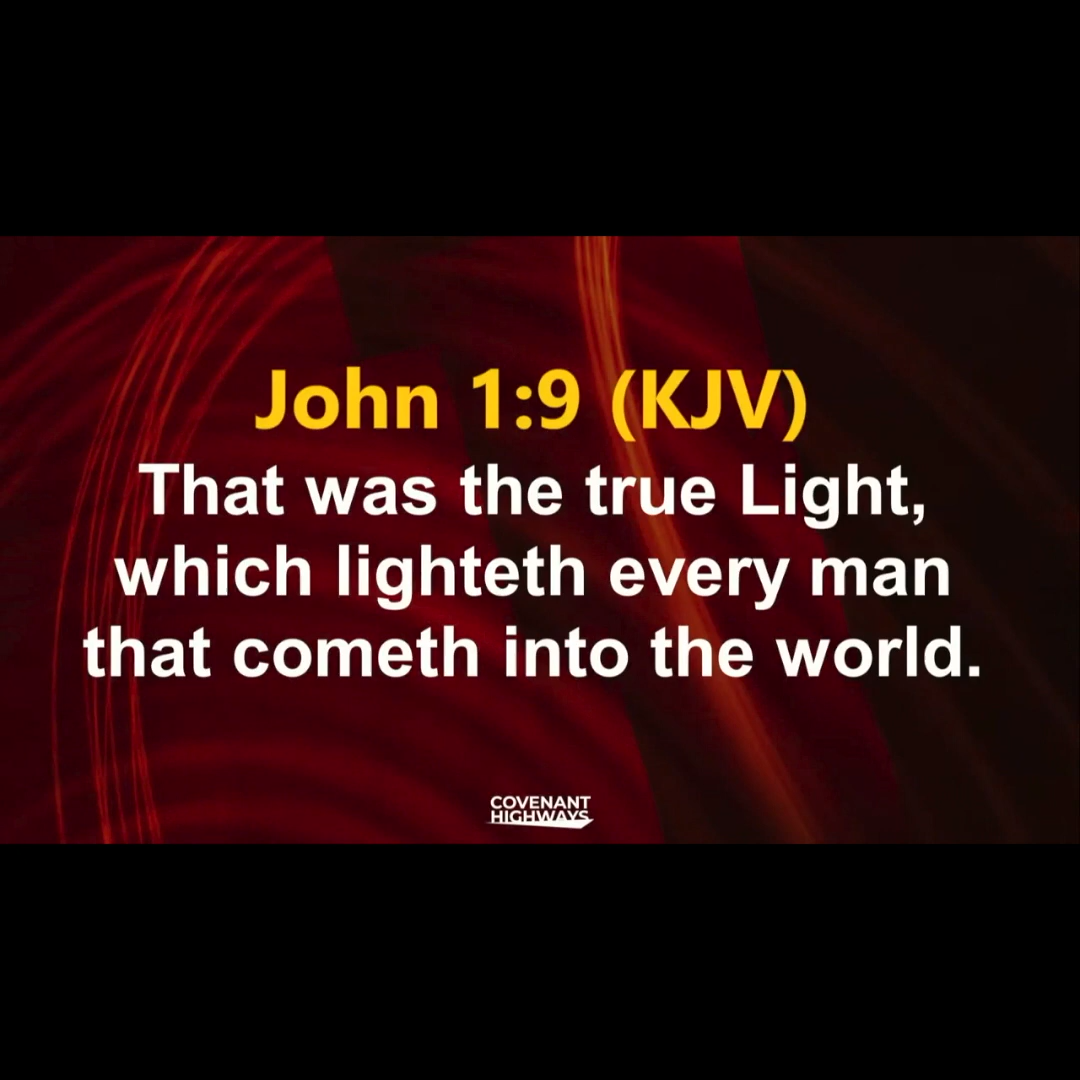 John 1:9 (KJV)
That was the true Light,
which lighteth every man
that cometh into the world.
COVENANT
HIGHWAYS